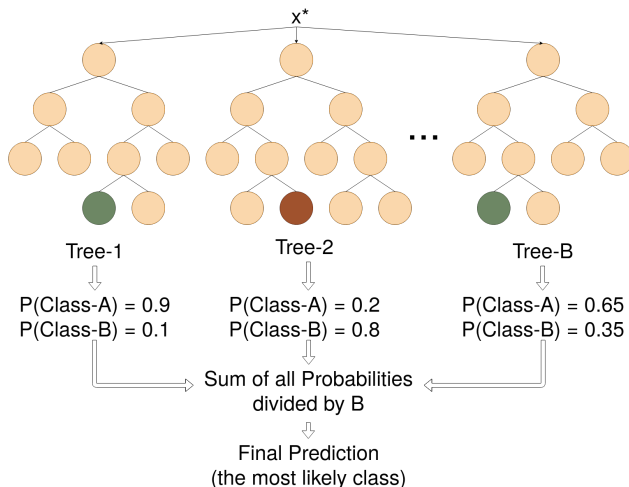 x*
...
Tree-1
Tree-2
Tree-B
P(Class-A) = 0.9
P(Class-B) = 0.1
P(Class-A) = 0.2
P(Class-B) = 0.8
P(Class-A) = 0.65
P(Class-B) = 0.35
Sum of all Probabilities
divided by B
Final Prediction
(the most likely class)